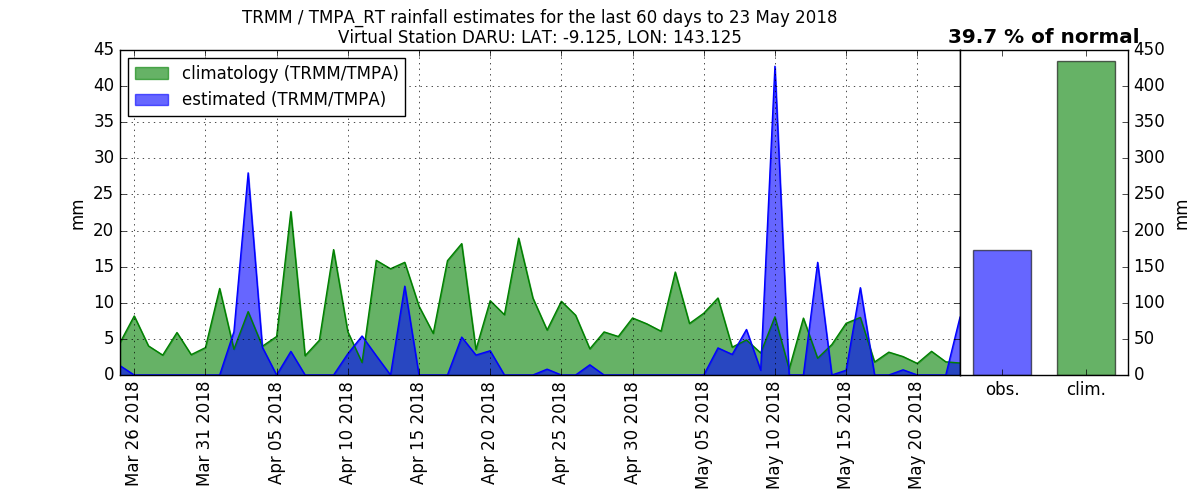 TRMM / TMPA_RT rainfall estimates for the last 60 days to 23 May 2018
Virtual Station DARU: LAT: -9.125, LON: 143.125
39.7 % of normal
climatology (TRMM/TMPA)
estimated (TRMM/TMPA)
45
40
35
30
25
20
15
10
5
0
mm
Mar 26 2018
Mar 31 2018
Apr 05 2018
Apr 10 2018
Apr 15 2018
Apr 20 2018
Apr 25 2018
Apr 30 2018
May 05 2018
May 10 2018
May 15 2018
May 20 2018
obs.
clim.
450
400
350
300
250
200
150
100
50
0
mm